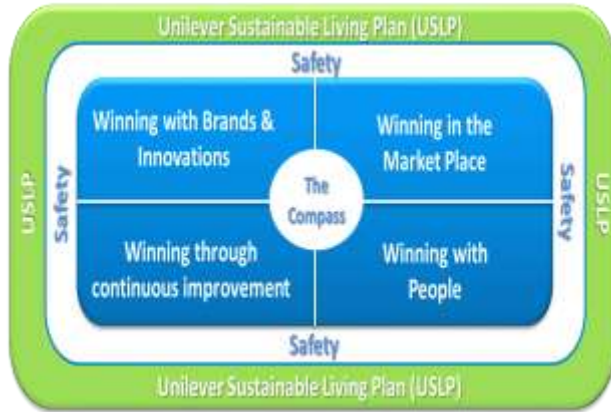 Unilever Sustainable Living Plan (USLP)
Safety
Winning with Brands &
Innovations
Winning in the
Market Place
USLP
Safety
The
Compass
Safety
USLP
Winning through
continuous improvement
Winning with
People
Safety
Unilever Sustainable Living Plan (USLP)